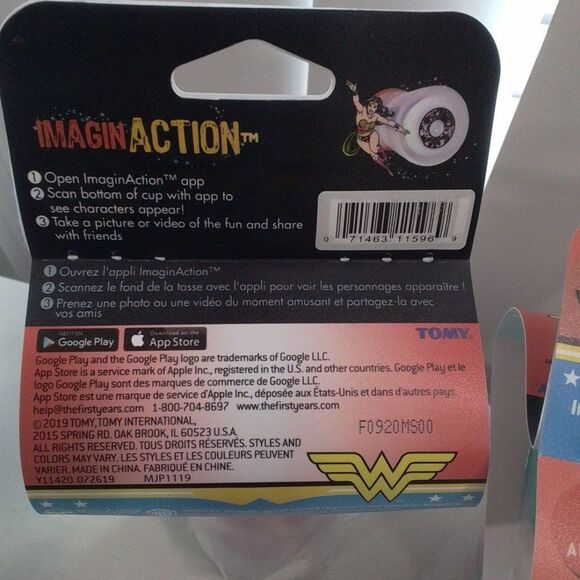 IMAGINACTION™
1 Open ImaginAction™ app
2 Scan bottom of cup with app to
see characters appear!
3 Take a picture or video of the fun and share
with friends
0 71463 11596 9
1 Ouvrez l'appli ImaginAction™
2 Scannez le fond de la tasse avec l'appli pour voir les personnages apparaître !
3 Prenez une photo ou une vidéo du moment amusant et partagez-la avec
vos amis
GET IT ON
Google Play
Download on the
App Store
TOMY®
Google Play and the Google Play logo are trademarks of Google LLC.
App Store is a service mark of Apple Inc., registered in the U.S. and other countries. Google Play et le
logo Google Play sont des marques de commerce de Google LLC.
App Store est une marque de service d'Apple Inc., déposée aux États-Unis et dans d'autres pays.
help@thefirstyears.com 1-800-704-8697 www.thefirstyears.com
© 2019 TOMY, TOMY INTERNATIONAL,
2015 SPRING RD. OAK BROOK, IL 60523 U.S.A.
ALL RIGHTS RESERVED. TOUS DROITS RÉSERVÉS. STYLES AND
COLORS MAY VARY. LES STYLES ET LES COULEURS PEUVENT
VARIER. MADE IN CHINA. FABRIQUÉ EN CHINE.
Y11420 072619 MJP1119
F0920MS00